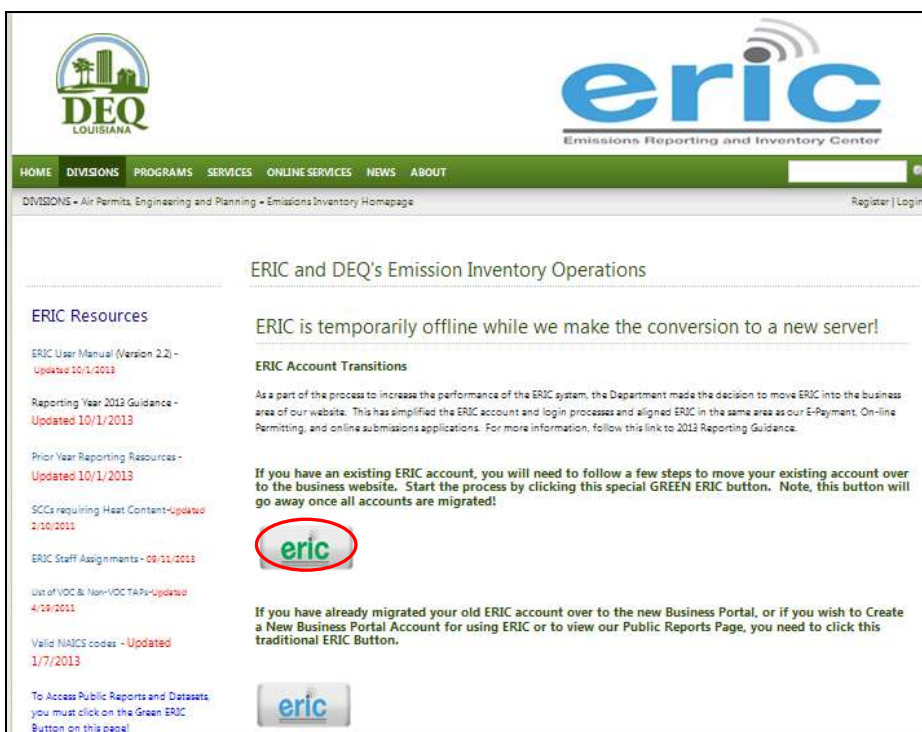 DEQ
LOUISIANA
eric
Emissions Reporting and Inventory Center
HOME DIVISIONS PROGRAMS SERVICES ONLINE SERVICES NEWS ABOUT
DIVISIONS • Air Permits, Engineering and Planning • Emissions Inventory Homepage
Register | Login
ERIC and DEQ's Emission Inventory Operations
ERIC Resources
ERIC User Manual (Version 2.2) -
Updated 10/1/2013
Reporting Year 2013 Guidance -
Updated 10/1/2013
Prior Year Reporting Resources -
Updated 10/1/2013
SCCs requiring Heat Content-Updated
2/10/2011
ERIC Staff Assignments - 09/11/2013
List of VOC & Non-VOC TAPs-Updated
4/19/2011
Valid NAICS codes - Updated
1/7/2013
To Access Public Reports and Datasets,
you must click on the Green ERIC
Button on this page!
ERIC is temporarily offline while we make the conversion to a new server!
ERIC Account Transitions
As a part of the process to increase the performance of the ERIC system, the Department made the decision to move ERIC into the business
area of our website. This has simplified the ERIC account and login processes and aligned ERIC in the same area as our E-Payment, On-line
Permitting, and online submissions applications. For more information, follow this link to 2013 Reporting Guidance.
If you have an existing ERIC account, you will need to follow a few steps to move your existing account over
to the business website. Start the process by clicking this special GREEN ERIC button. Note, this button will
go away once all accounts are migrated!
eric
If you have already migrated your old ERIC account over to the new Business Portal, or if you wish to Create
a New Business Portal Account for using ERIC or to view our Public Reports Page, you need to click this
traditional ERIC Button.
eric